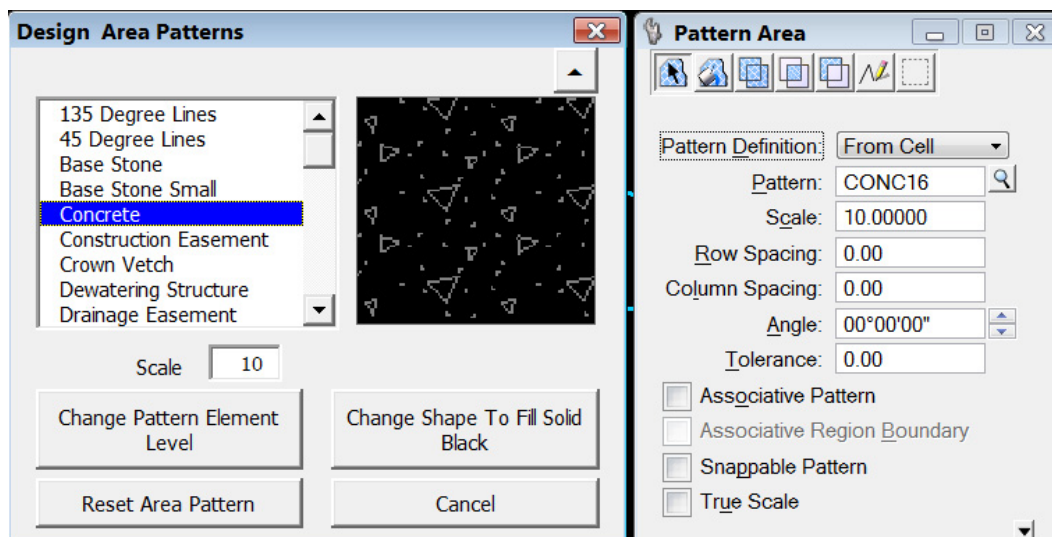 Design Area Patterns
135 Degree Lines
45 Degree Lines
Base Stone
Base Stone Small
Concrete
Construction Easement
Crown Vetch
Dewatering Structure
Drainage Easement
Scale 10
Change Pattern Element
Level
Change Shape To Fill Solid
Black
Reset Area Pattern
Cancel
Pattern Area
Pattern Definition: From Cell
Pattern: CONC16
Scale: 10.00000
Row Spacing: 0.00
Column Spacing: 0.00
Angle: 00°00'00"
Tolerance: 0.00
Associative Pattern
Associative Region Boundary
Snappable Pattern
True Scale